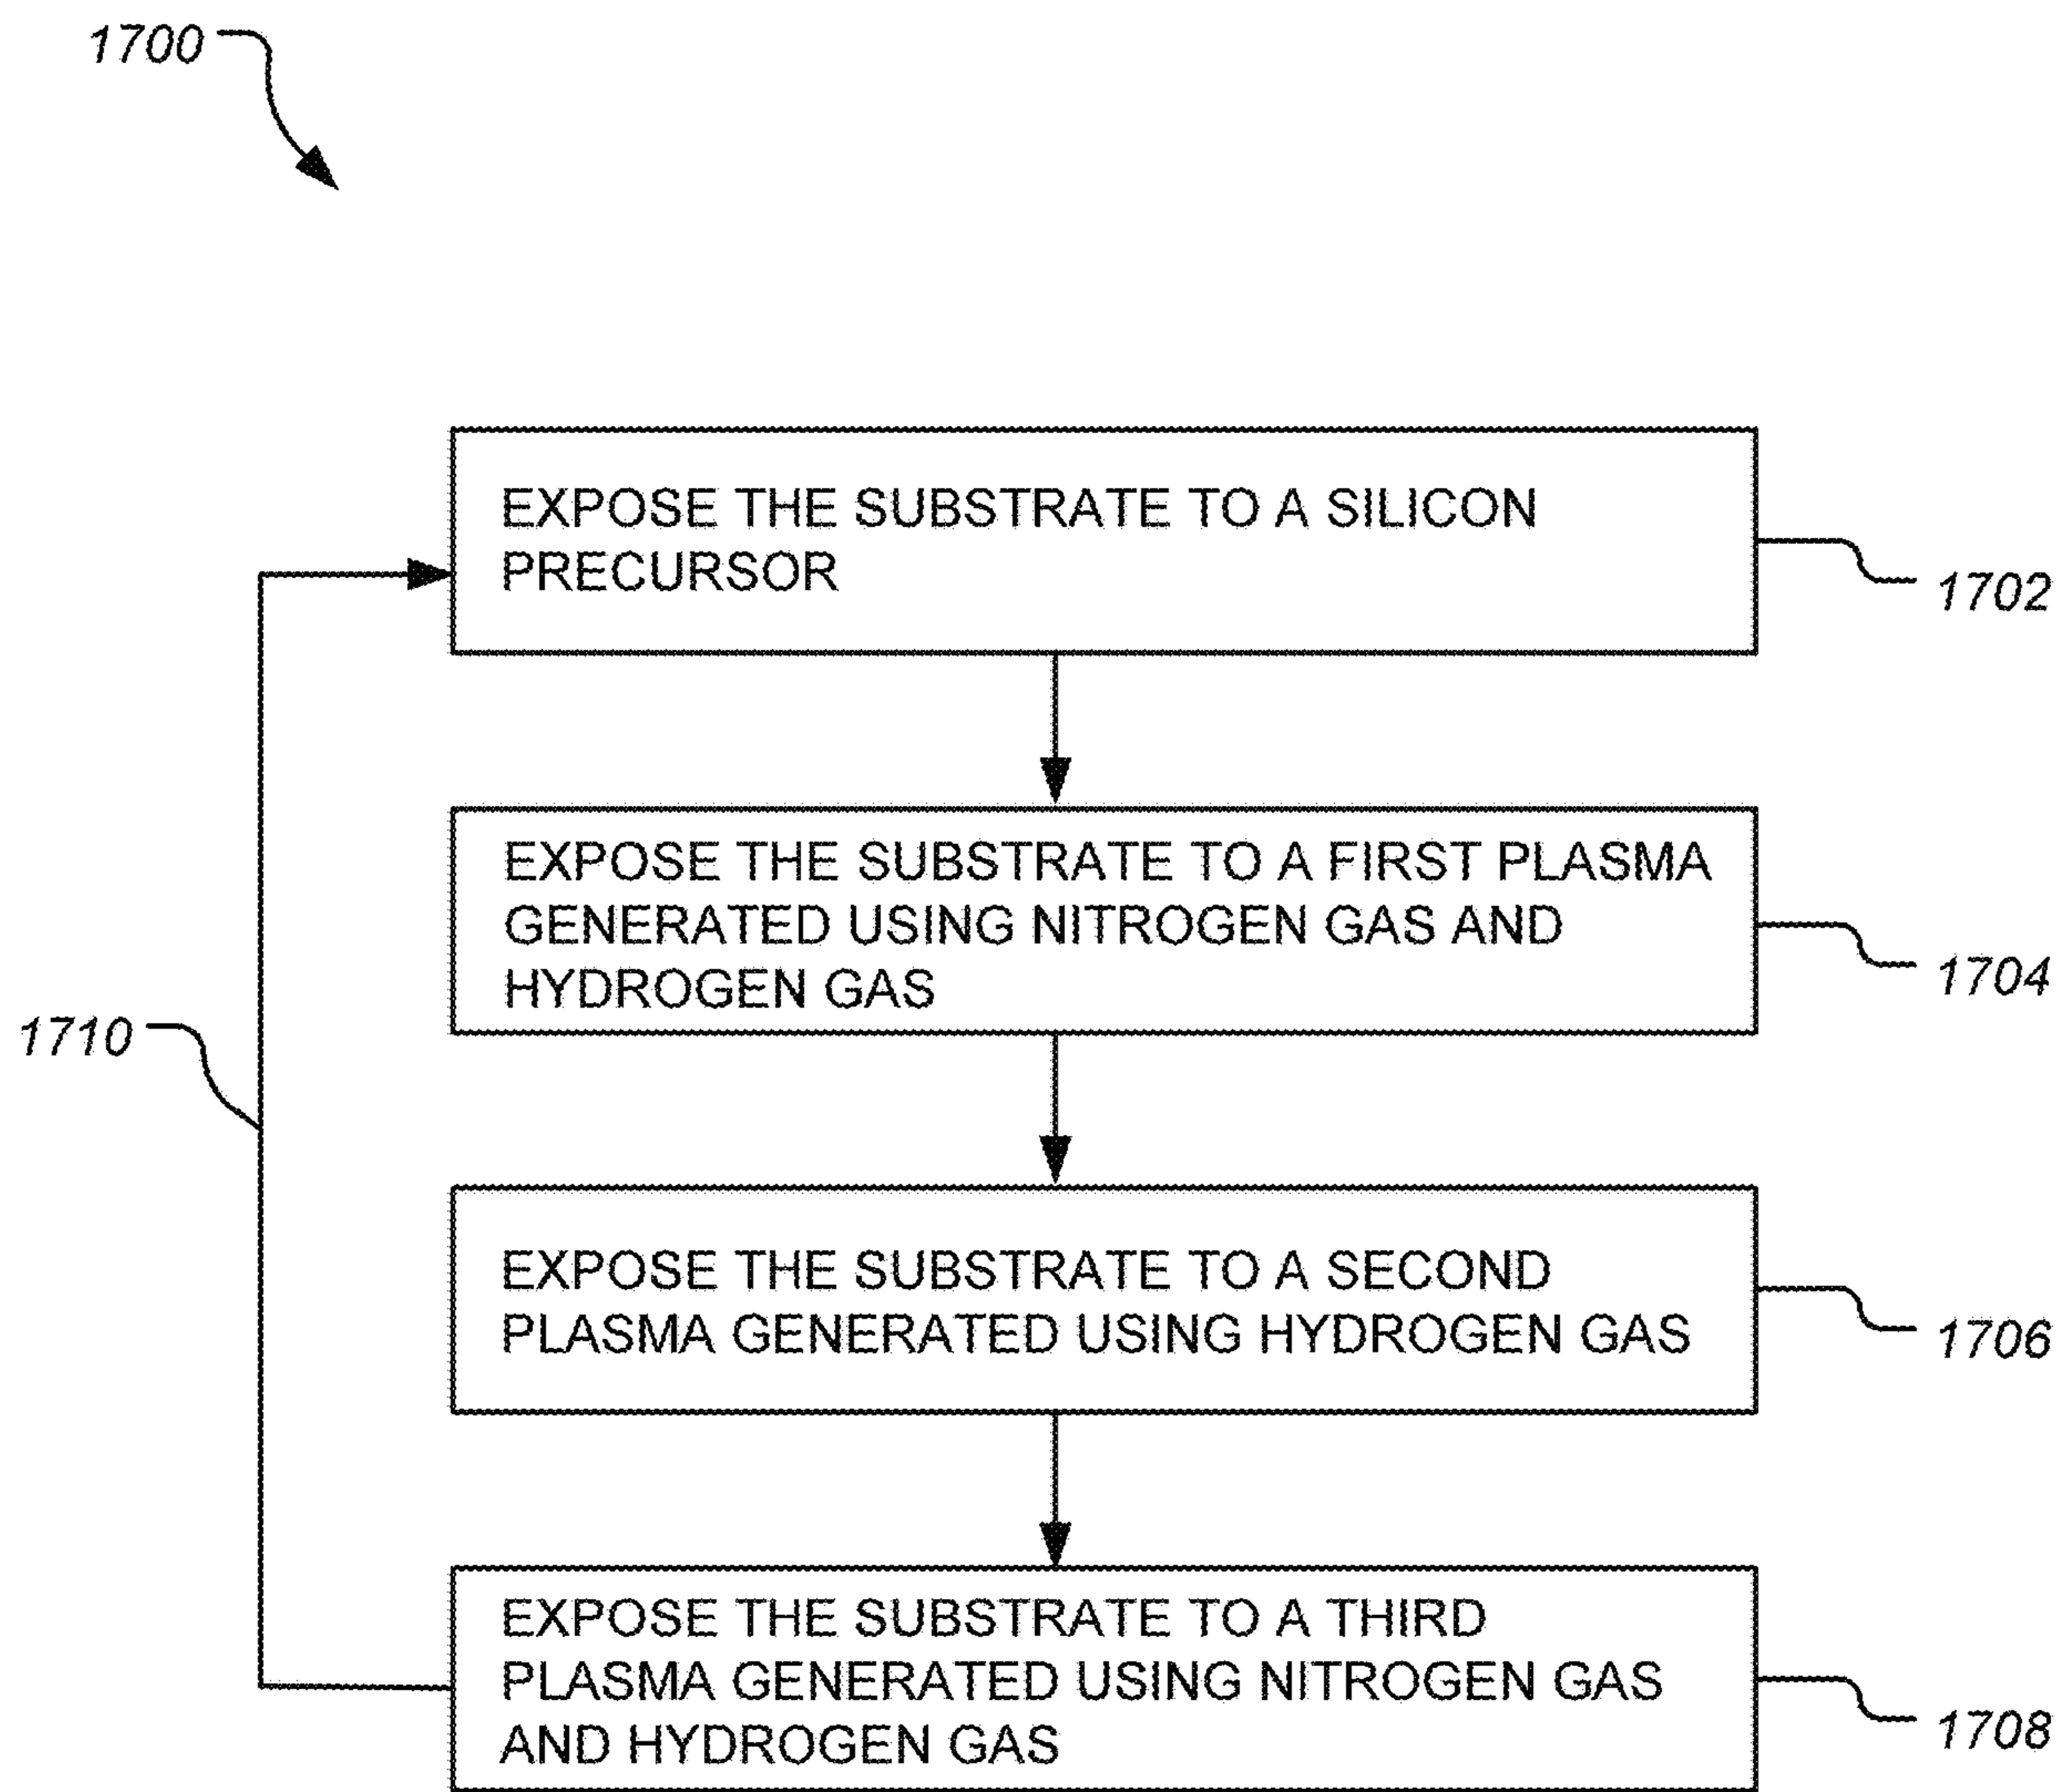 1700
EXPOSE THE SUBSTRATE TO A SILICON
PRECURSOR
1702
EXPOSE THE SUBSTRATE TO A FIRST PLASMA
GENERATED USING NITROGEN GAS AND
HYDROGEN GAS
1704
1710
EXPOSE THE SUBSTRATE TO A SECOND
PLASMA GENERATED USING HYDROGEN GAS
1706
EXPOSE THE SUBSTRATE TO A THIRD
PLASMA GENERATED USING NITROGEN GAS
AND HYDROGEN GAS
1708